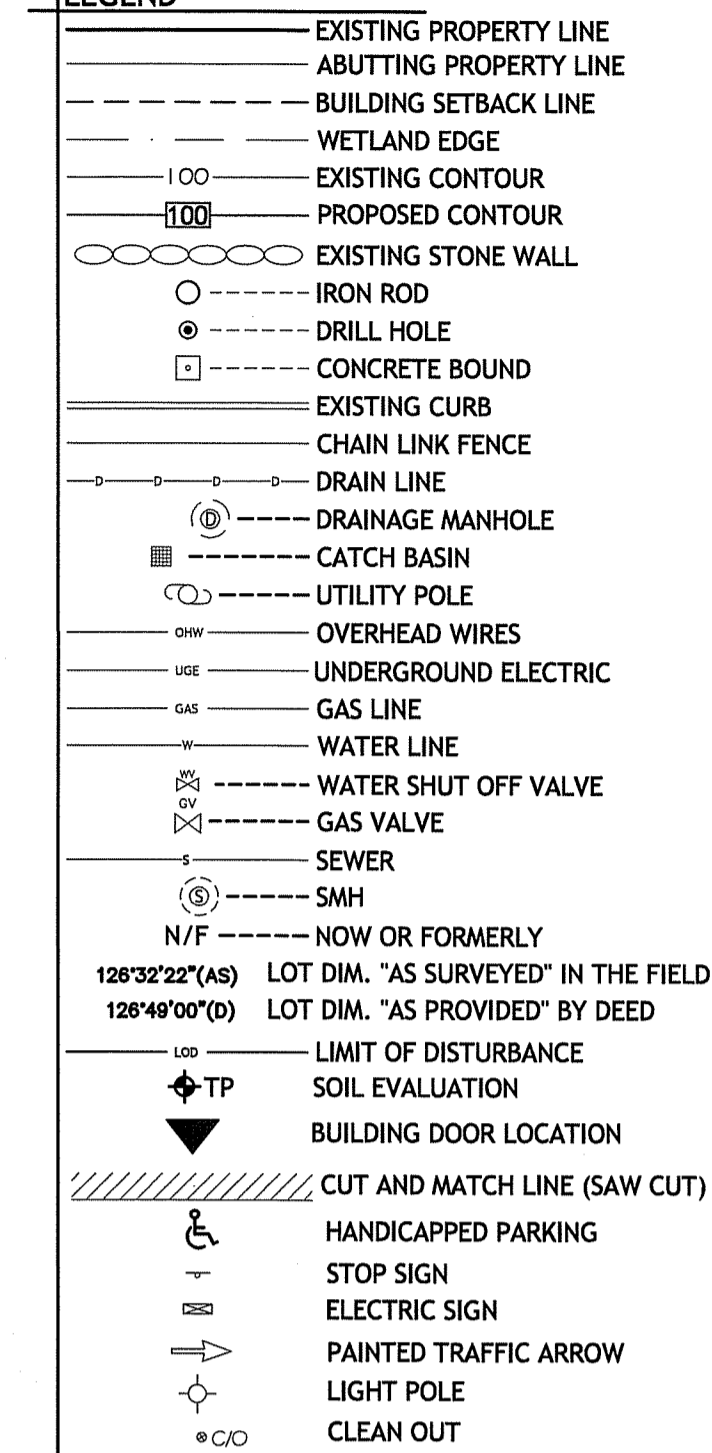 LEGEND
EXISTING PROPERTY LINE
ABUTTING PROPERTY LINE
BUILDING SETBACK LINE
WETLAND EDGE
100 EXISTING CONTOUR
100 PROPOSED CONTOUR
EXISTING STONE WALL
IRON ROD
DRILL HOLE
CONCRETE BOUND
EXISTING CURB
CHAIN LINK FENCE
D D D D DRAIN LINE
D DRAINAGE MANHOLE
CATCH BASIN
UTILITY POLE
OHW OVERHEAD WIRES
UGE UNDERGROUND ELECTRIC
GAS GAS LINE
W WATER LINE
WV WATER SHUT OFF VALVE
GV GAS VALVE
S SEWER
S SMH
N/F NOW OR FORMERLY
126°32'22"(AS) LOT DIM. "AS SURVEYED" IN THE FIELD
126°49'00"(D) LOT DIM. "AS PROVIDED" BY DEED
LOD LIMIT OF DISTURBANCE
TP SOIL EVALUATION
BUILDING DOOR LOCATION
CUT AND MATCH LINE (SAW CUT)
HANDICAPPED PARKING
STOP SIGN
ELECTRIC SIGN
PAINTED TRAFFIC ARROW
LIGHT POLE
C/O CLEAN OUT